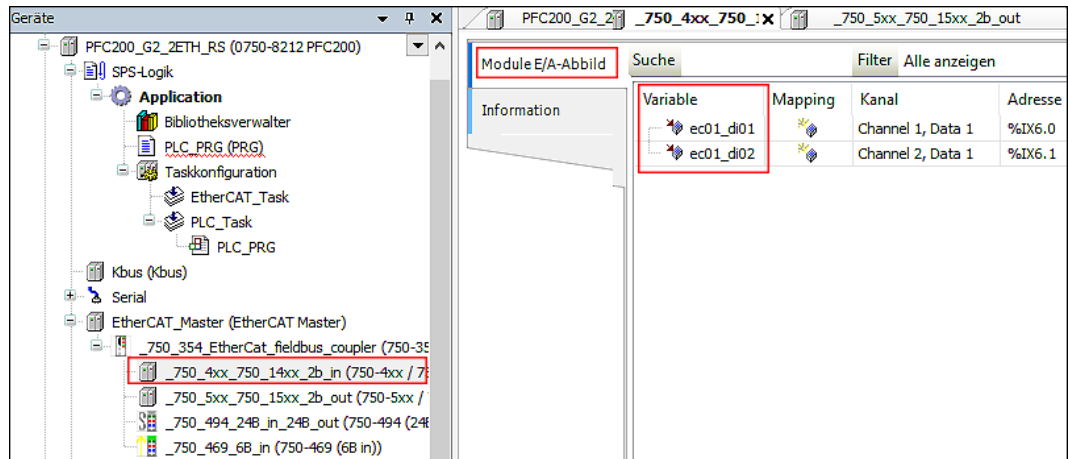 Geräte
PFC200_G2_2ETH_RS (0750-8212 PFC200)
SPS-Logik
Application
Bibliotheksverwalter
PLC_PRG (PRG)
Taskkonfiguration
EtherCAT_Task
PLC_Task
PLC_PRG
Kbus (Kbus)
Serial
EtherCAT_Master (EtherCAT Master)
_750_354_EtherCat_fieldbus_coupler (750-35
_750_4xx_750_14xx_2b_in (750-4xx / 7
_750_5xx_750_15xx_2b_out (750-5xx /
_750_494_24B_in_24B_out (750-494 (24B
_750_469_6B_in (750-469 (6B in))
PFC200_G2_2 _750_4xx_750_ _750_5xx_750_15xx_2b_out
Module E/A-Abbild
Information
Suche Filter Alle anzeigen
Variable Mapping Kanal Adresse
ec01_di01 Channel 1, Data 1 %IX6.0
ec01_di02 Channel 2, Data 1 %IX6.1